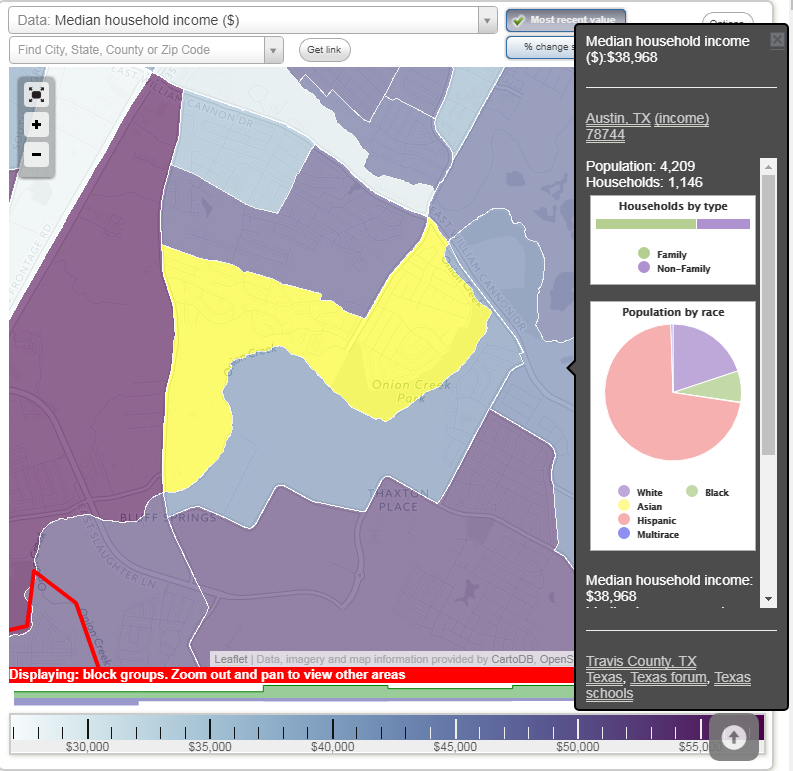 Data: Median household income ($)
Most recent value
Options
Find City, State, County or Zip Code
Get link
% change s
Median household income
($):$38,968
Austin, TX (income)
78744
Population: 4,209
Households: 1,146
Households by type
Family
Non-Family
Population by race
White
Black
Asian
Hispanic
Multirace
Median household income:
$38,968
Travis County, TX
Texas, Texas forum, Texas
schools
EAST WILLIAM CANNON DR
FRONTAGE RD
EAST WILLIAM CANNON DR
Onion Creek
Onion Creek
Onion Creek
Park
THAXTON
PLACE
BLUFF SPRINGS
EAST SLAUGHTER LN
Onion Creek
Leaflet | Data, imagery and map information provided by CartoDB, OpenS
Displaying: block groups. Zoom out and pan to view other areas
$30,000
$35,000
$40,000
$45,000
$50,000
$55,0